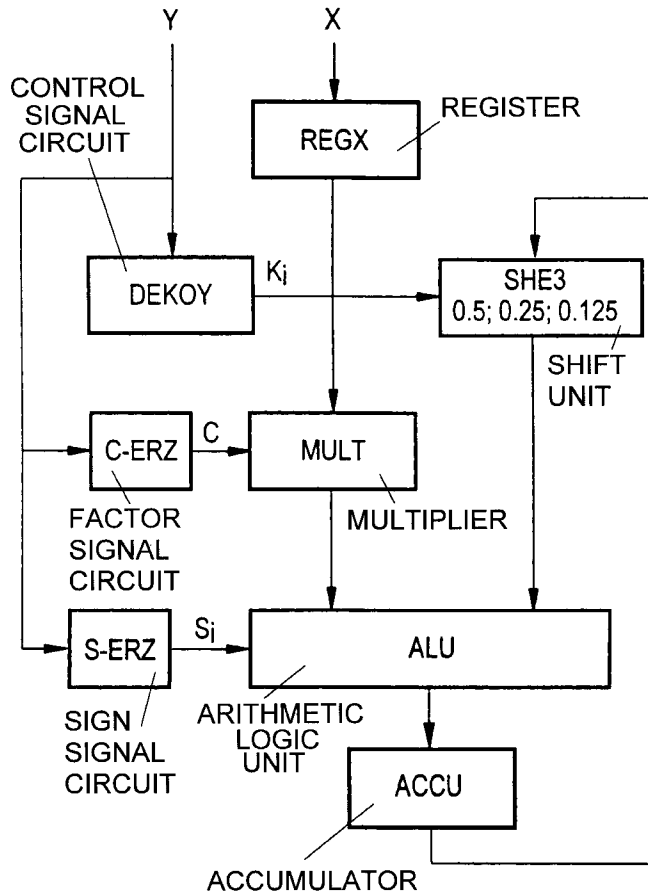 Y
X
CONTROL
SIGNAL
CIRCUIT
REGISTER
REGX
DEKOY
Ki
SHE3
0.5; 0.25; 0.125
SHIFT
UNIT
C-ERZ
C
MULT
FACTOR
SIGNAL
CIRCUIT
MULTIPLIER
S-ERZ
Si
ALU
SIGN
SIGNAL
CIRCUIT
ARITHMETIC
LOGIC
UNIT
ACCU
ACCUMULATOR